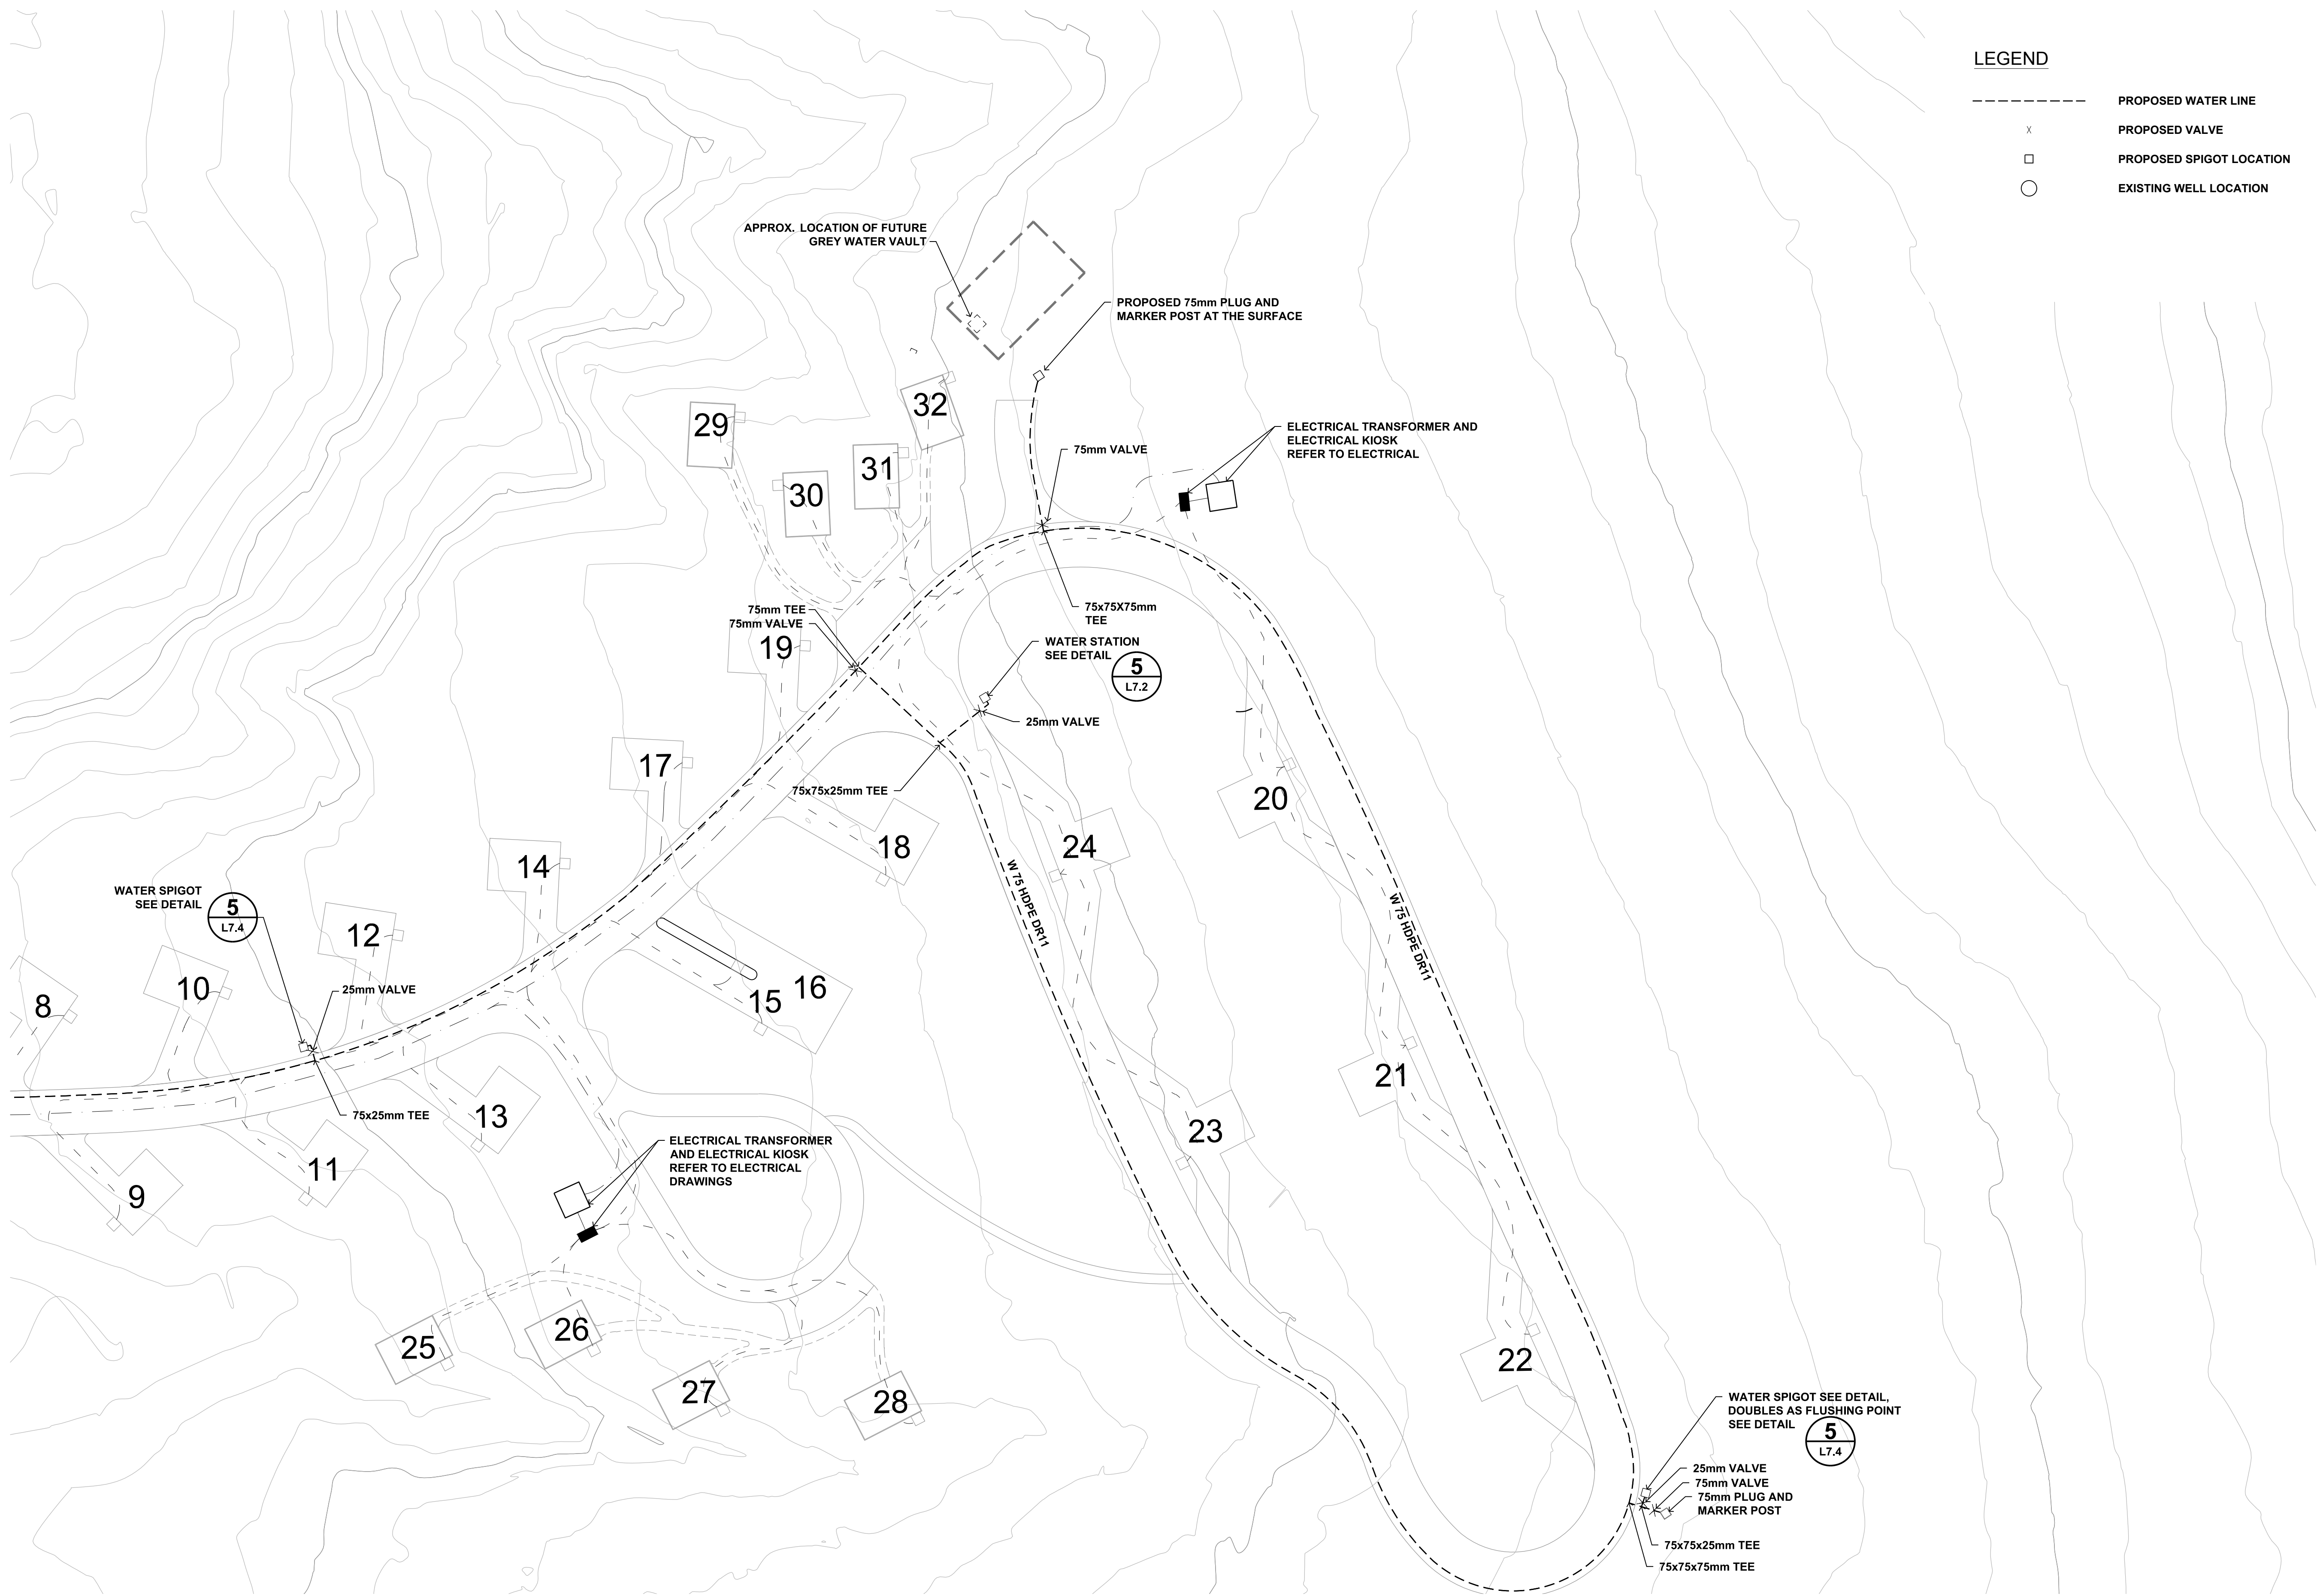 LEGEND
PROPOSED WATER LINE
X PROPOSED VALVE
PROPOSED SPIGOT LOCATION
EXISTING WELL LOCATION
APPROX. LOCATION OF FUTURE
GREY WATER VAULT
PROPOSED 75mm PLUG AND
MARKER POST AT THE SURFACE
32
29
ELECTRICAL TRANSFORMER AND
ELECTRICAL KIOSK
REFER TO ELECTRICAL
75mm VALVE
31
30
75mm TEE
75mm VALVE
75x75X75mm
TEE
19
WATER STATION
SEE DETAIL
5
L7.2
25mm VALVE
17
75x75x25mm TEE
20
18
24
14
W 75 HDPE DR11
W 75 HDPE DR11
WATER SPIGOT
SEE DETAIL
5
L7.4
12
10
25mm VALVE
16
15
8
21
13
75x25mm TEE
23
ELECTRICAL TRANSFORMER
AND ELECTRICAL KIOSK
REFER TO ELECTRICAL
DRAWINGS
11
9
26
25
22
27
28
WATER SPIGOT SEE DETAIL,
DOUBLES AS FLUSHING POINT
SEE DETAIL
5
L7.4
25mm VALVE
75mm VALVE
75mm PLUG AND
MARKER POST
75x75x25mm TEE
75x75x75mm TEE